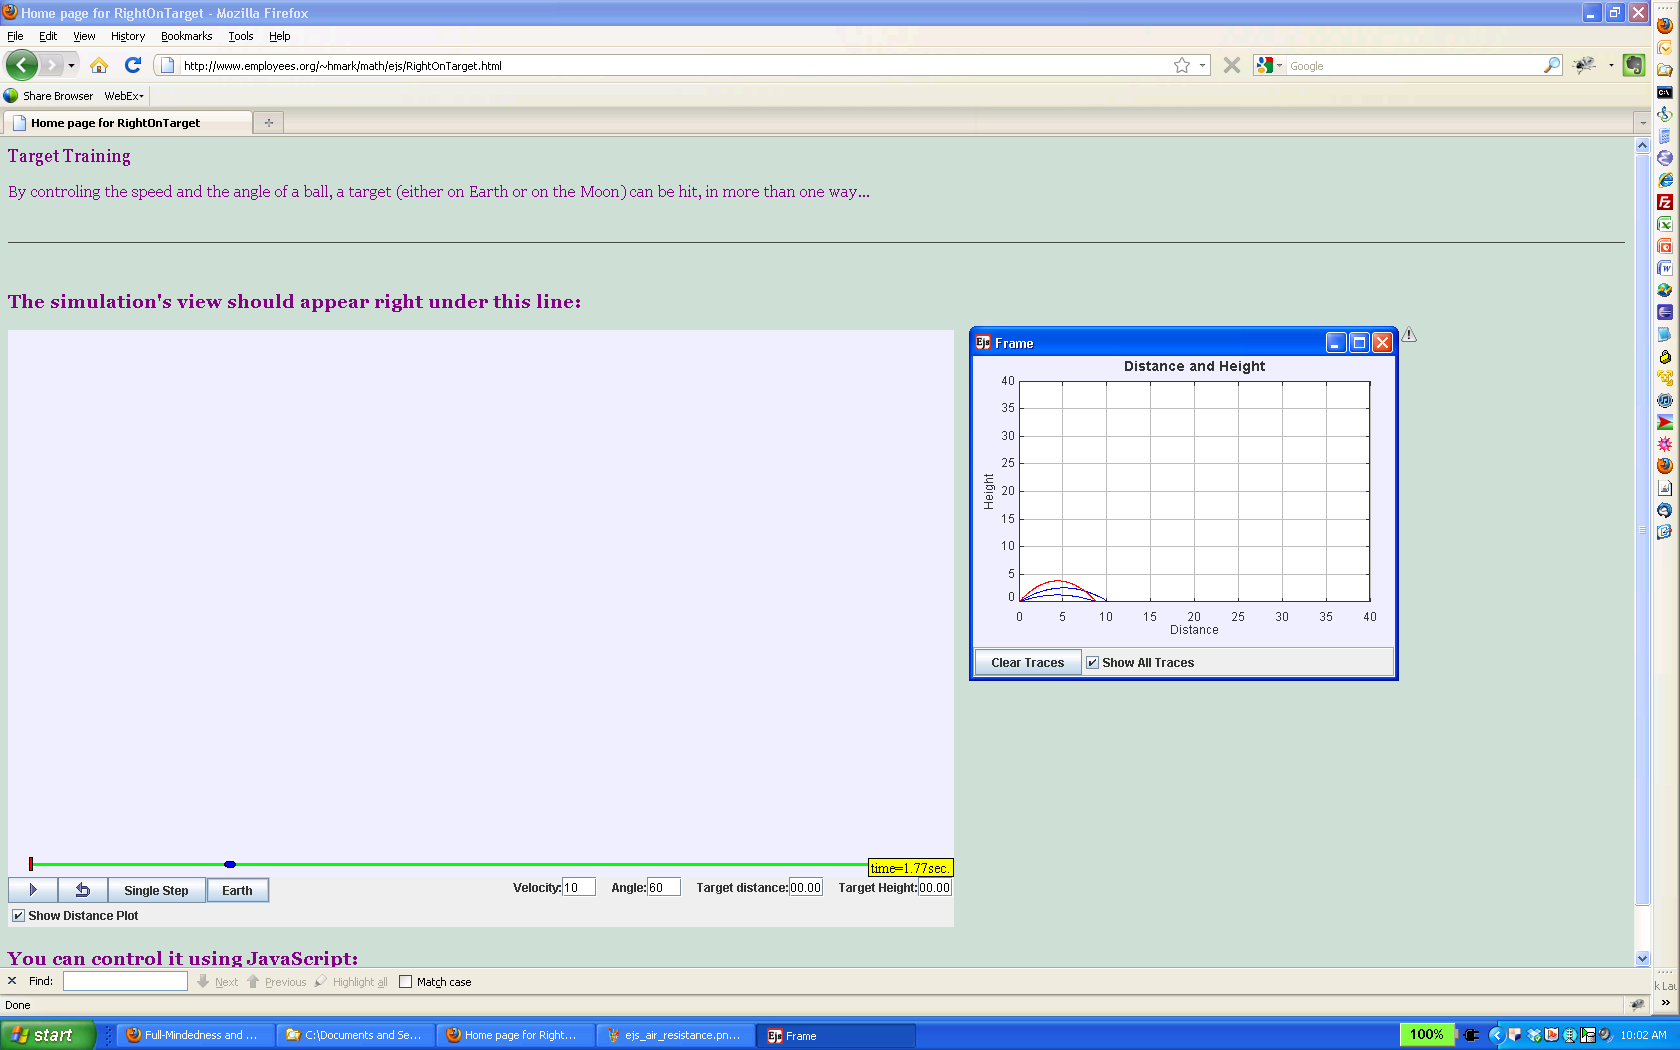 Home page for RightOnTarget - Mozilla Firefox
File Edit View History Bookmarks Tools Help
http://www.employees.org/~hmark/math/ejs/RightOnTarget.html
Google
Share Browser WebEx
Home page for RightOnTarget
Target Training
By controling the speed and the angle of a ball, a target (either on Earth or on the Moon) can be hit, in more than one way...
The simulation's view should appear right under this line:
Ejs Frame
Distance and Height
40
35
30
25
20
15
10
5
0
Height
0 5 10 15 20 25 30 35 40
Distance
Clear Traces Show All Traces
time=1.77sec.
Single Step Earth Velocity: 10 Angle: 60 Target distance: 00.00 Target Height: 00.00
Show Distance Plot
You can control it using JavaScript:
Find: Next Previous Highlight all Match case
Done
start Full-Mindedness and ... C:\Documents and Se... Home page for Right... ejs_air_resistance.pn... Ejs Frame 100% 10:02 AM